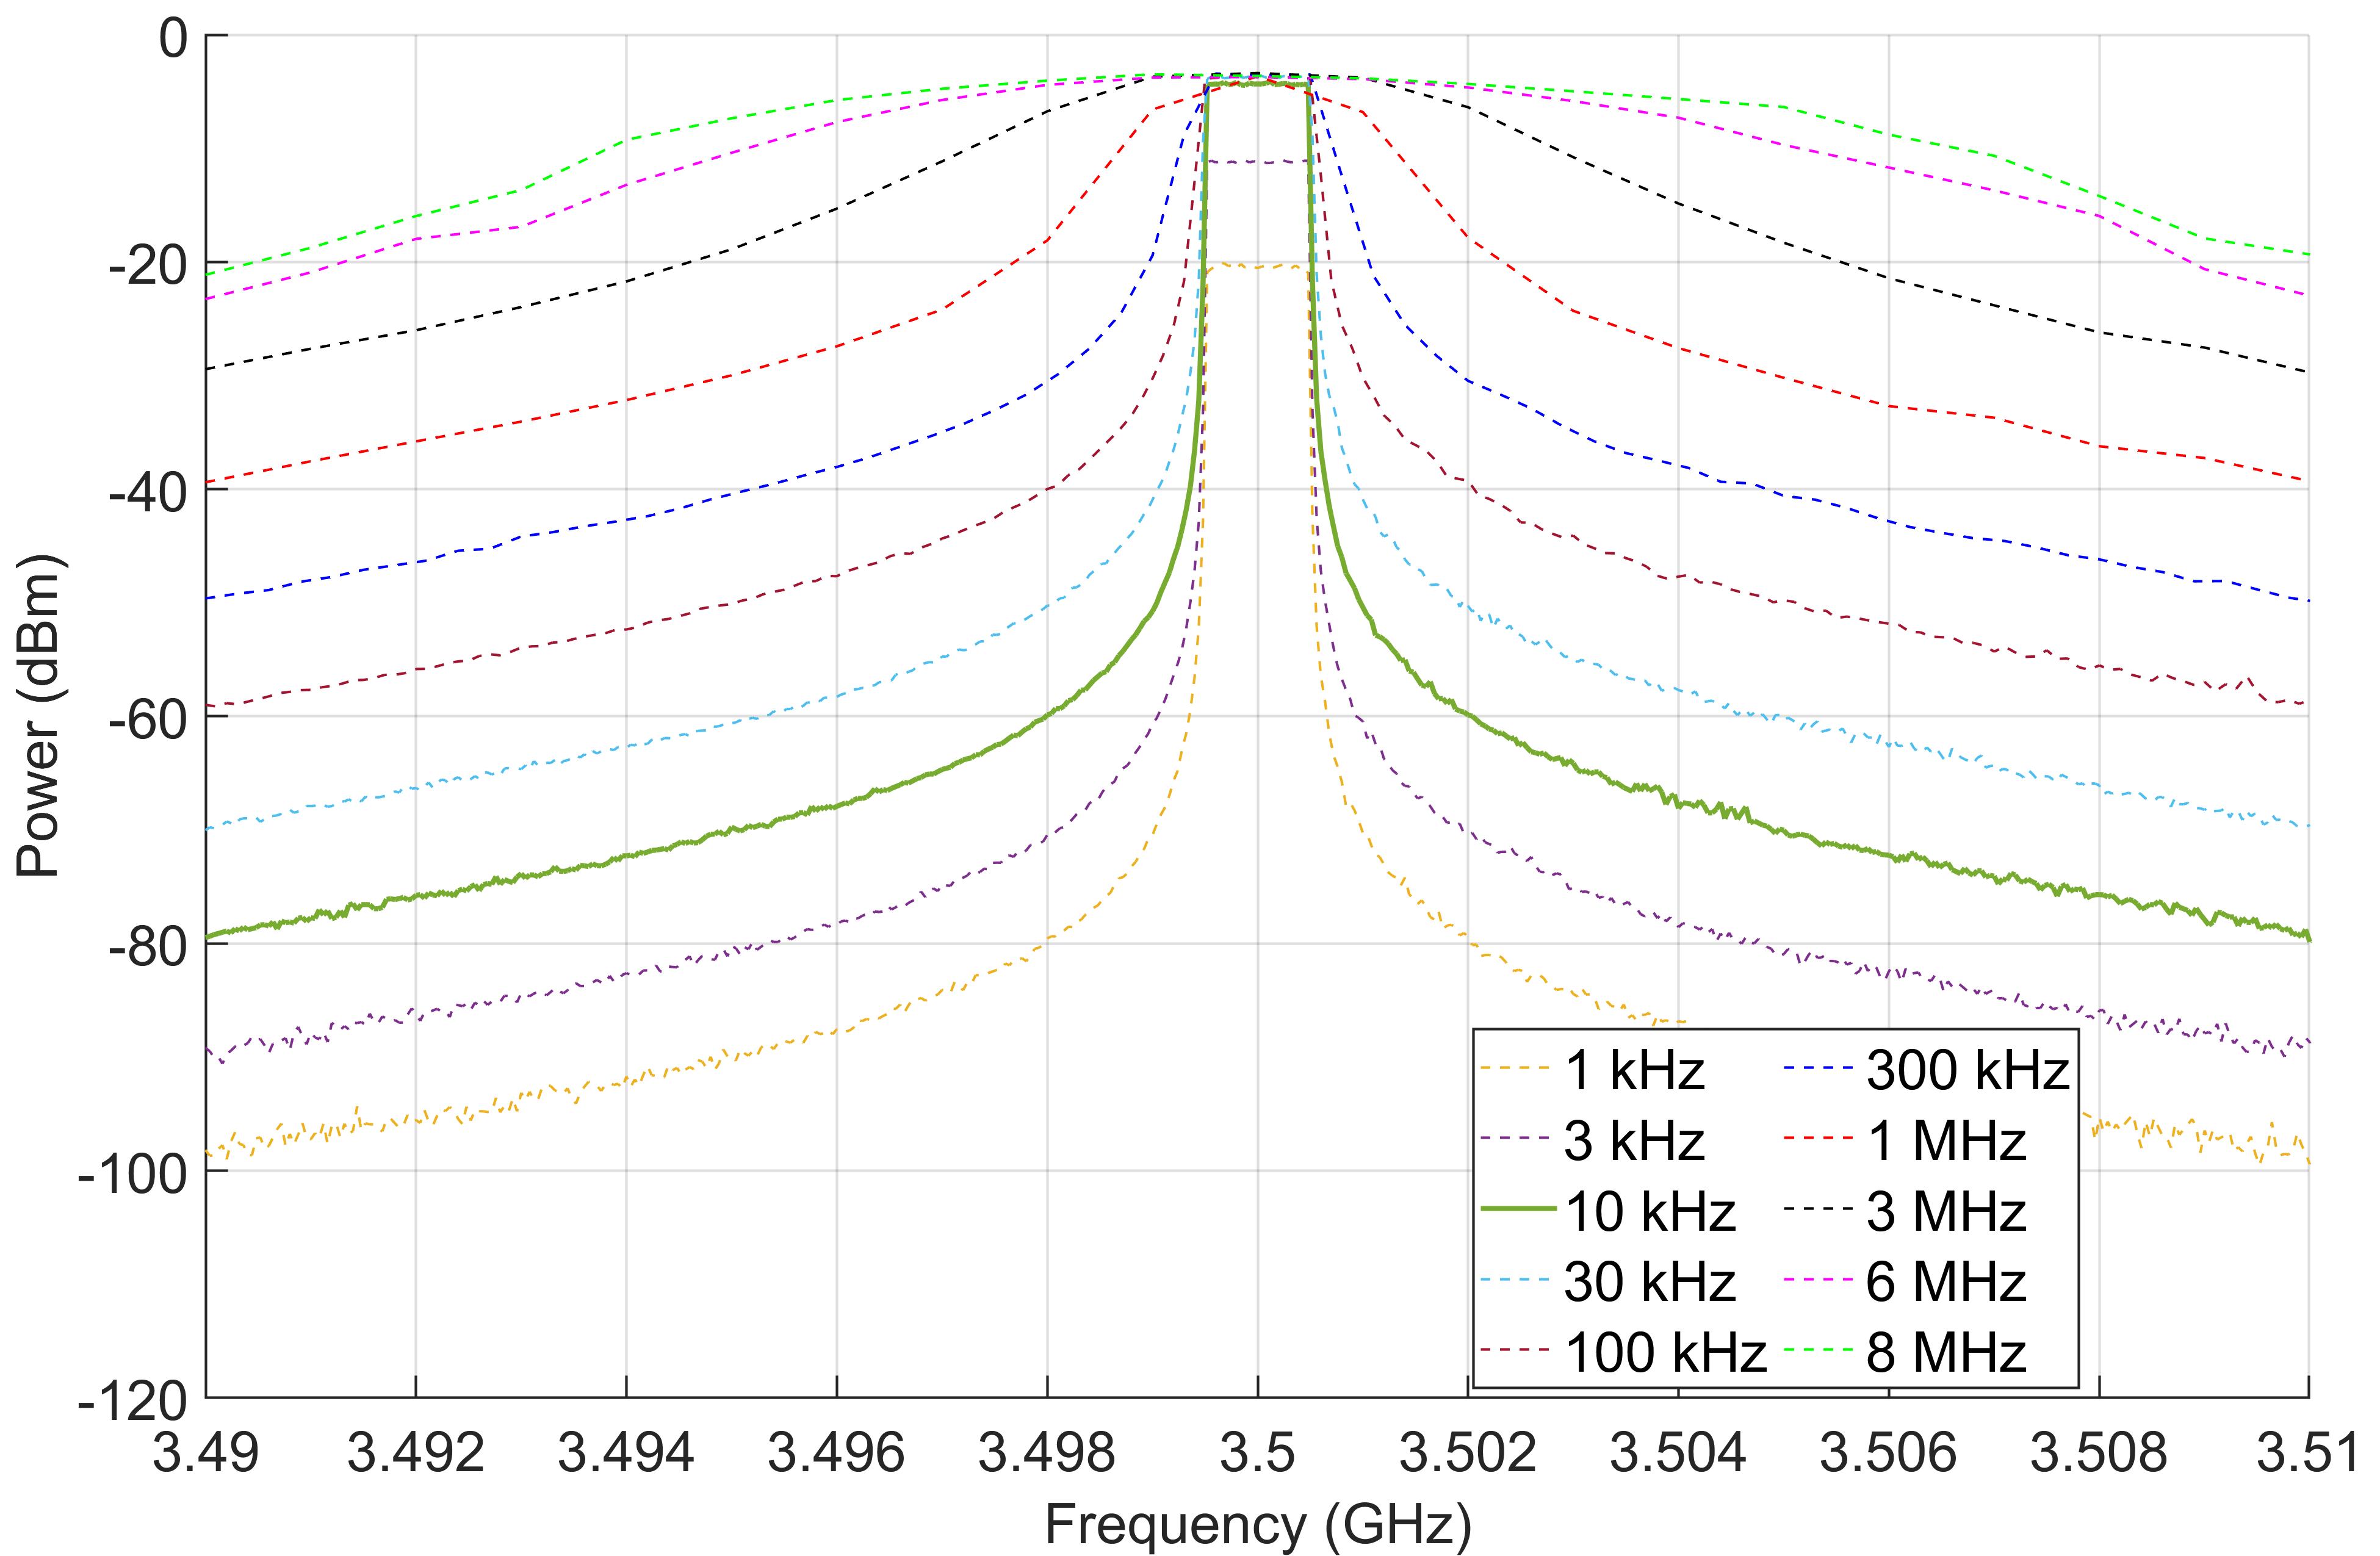 0
-20
-40
-60
-80
-100
-120
Power (dBm)
3.49 3.492 3.494 3.496 3.498 3.5 3.502 3.504 3.506 3.508 3.51
Frequency (GHz)
1 kHz 300 kHz
3 kHz 1 MHz
10 kHz 3 MHz
30 kHz 6 MHz
100 kHz 8 MHz